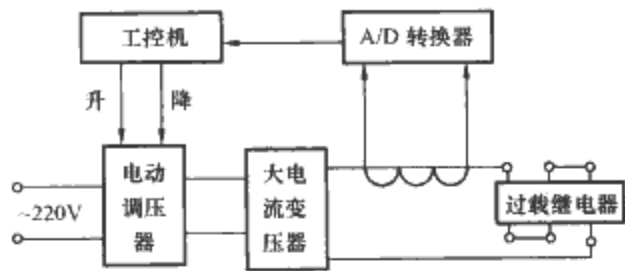 工控机
A/D 转换器
升
降
~220V
电动
调压
器
大电
流变
压器
过载继电器